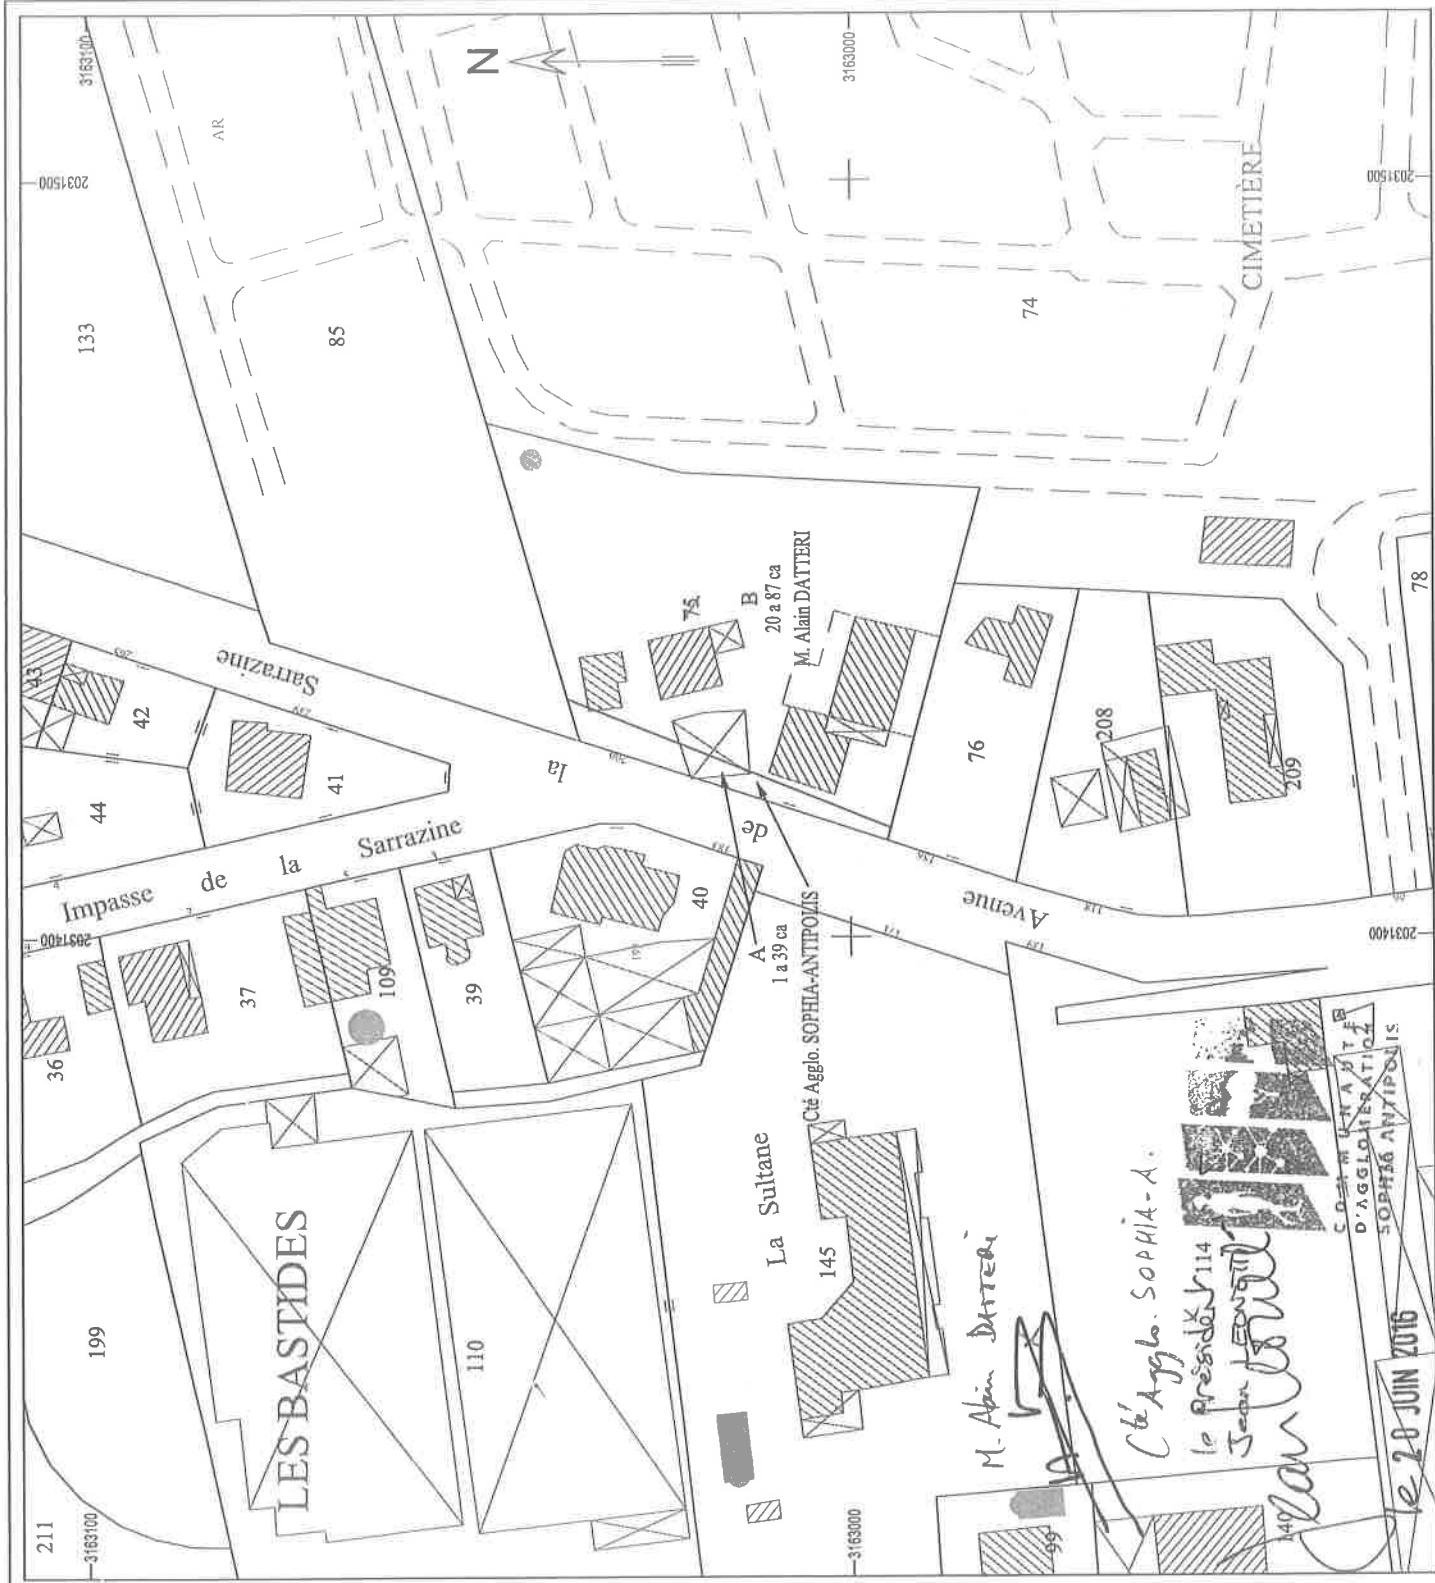 3163100
3163000
2031500
2031500
N
AR
133
85
74
CIMETIÈRE
78
43
42
44
41
Sarrazine
la
de
Avenue
75
B
20 a 87 ca
M. Alain DATTERI
76
208
209
Impasse de la Sarrazine
2031400
2031400
36
37
109
39
40
A
1 a 39 ca
Cté Agglo. SOPHIA-ANTIPOLIS
199
LES BASTIDES
110
La Sultane
145
211
3163100
3163000
99
140
114
M. Alain DATTERI
Cté Agglo. SOPHIA-A.
le Président
Jean LEONETTI
COMMUNAUTÉ
D'AGGLOMÉRATION
SOPHIA ANTIPOLIS
le 20 JUIN 2016